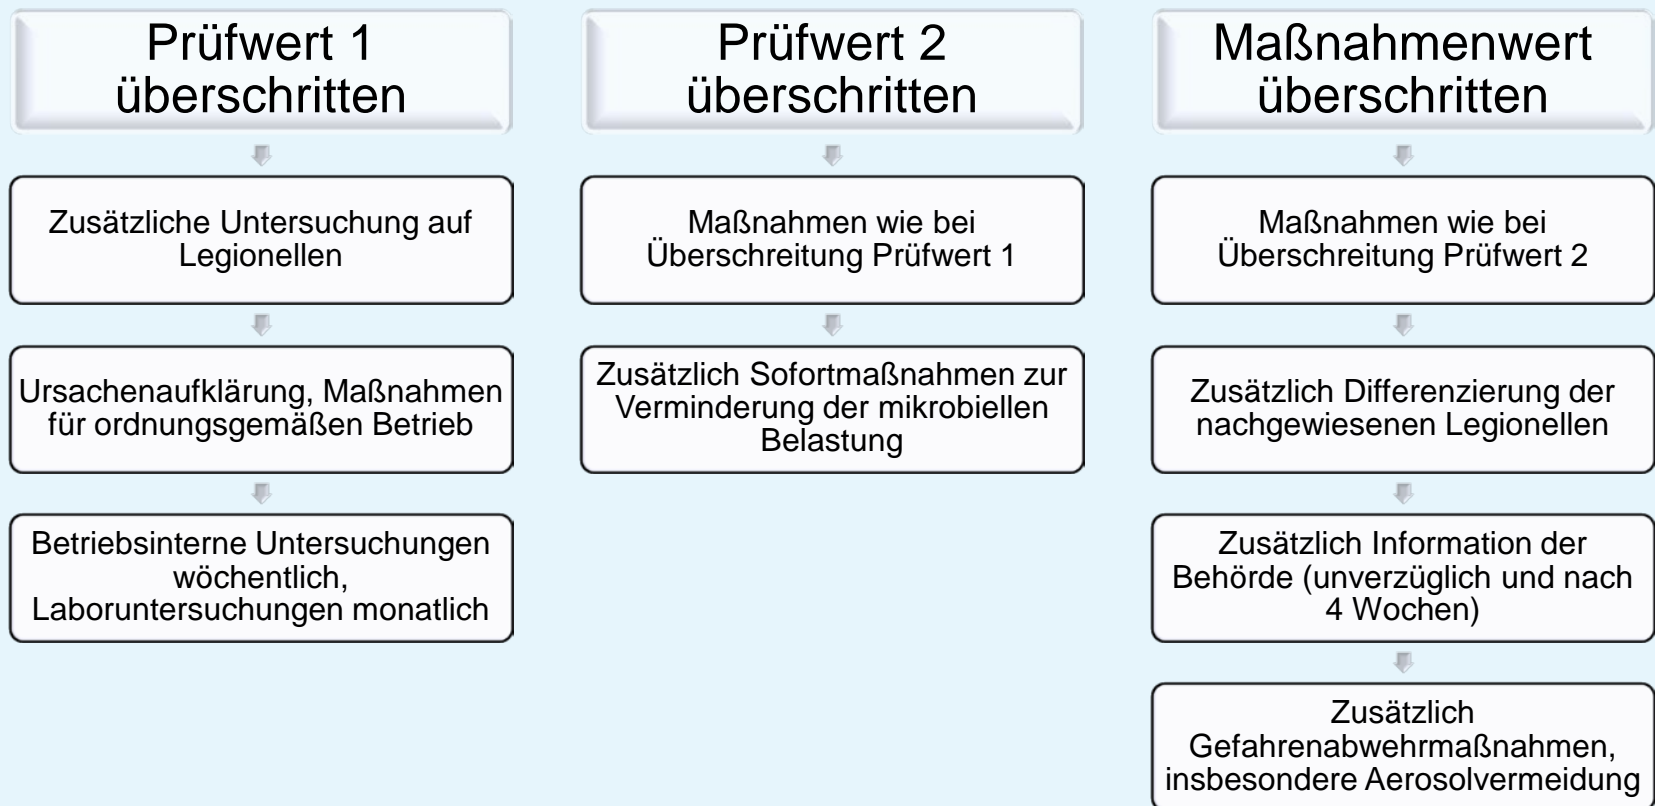 Prüfwert 1
überschritten
Zusätzliche Untersuchung auf
Legionellen
Ursachenaufklärung, Maßnahmen
für ordnungsgemäßen Betrieb
Betriebsinterne Untersuchungen
wöchentlich,
Laboruntersuchungen monatlich
Prüfwert 2
überschritten
Maßnahmen wie bei
Überschreitung Prüfwert 1
Zusätzlich Sofortmaßnahmen zur
Verminderung der mikrobiellen
Belastung
Maßnahmenwert
überschritten
Maßnahmen wie bei
Überschreitung Prüfwert 2
Zusätzlich Differenzierung der
nachgewiesenen Legionellen
Zusätzlich Information der
Behörde (unverzüglich und nach
4 Wochen)
Zusätzlich
Gefahrenabwehrmaßnahmen,
insbesondere Aerosolvermeidung